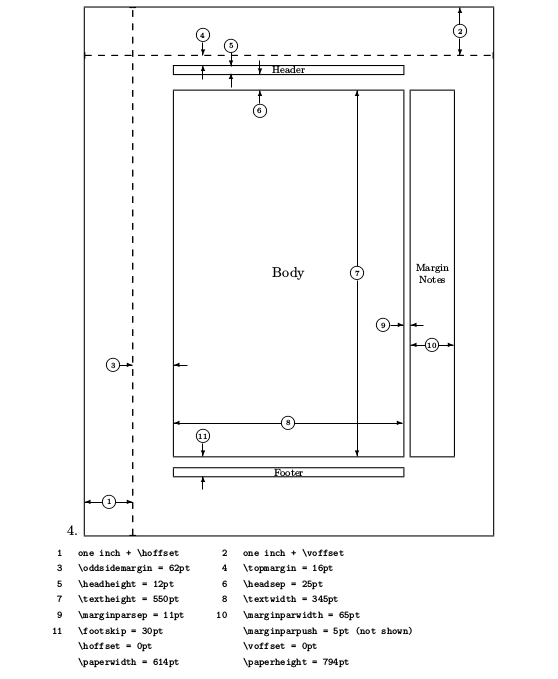 4
2
5
Header
6
Body
7
Margin
Notes
9
10
3
8
11
Footer
1
4.
1 one inch + \hoffset 2 one inch + \voffset
3 \oddsidemargin = 62pt 4 \topmargin = 16pt
5 \headheight = 12pt 6 \headsep = 25pt
7 \textheight = 550pt 8 \textwidth = 345pt
9 \marginparsep = 11pt 10 \marginparwidth = 65pt
11 \footskip = 30pt \marginparpush = 5pt (not shown)
\hoffset = 0pt \voffset = 0pt
\paperwidth = 614pt \paperheight = 794pt